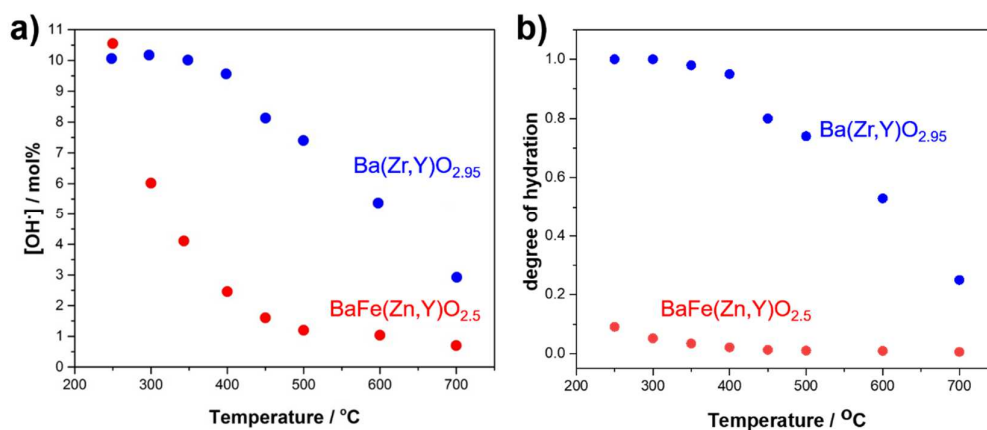 a)
[OH·] / mol%
11
10
9
8
7
6
5
4
3
2
1
0
Ba(Zr,Y)O2.95
BaFe(Zn,Y)O2.5
200 300 400 500 600 700
Temperature / °C
b)
degree of hydration
1.0
0.8
0.6
0.4
0.2
0.0
Ba(Zr,Y)O2.95
BaFe(Zn,Y)O2.5
200 300 400 500 600 700
Temperature / °C